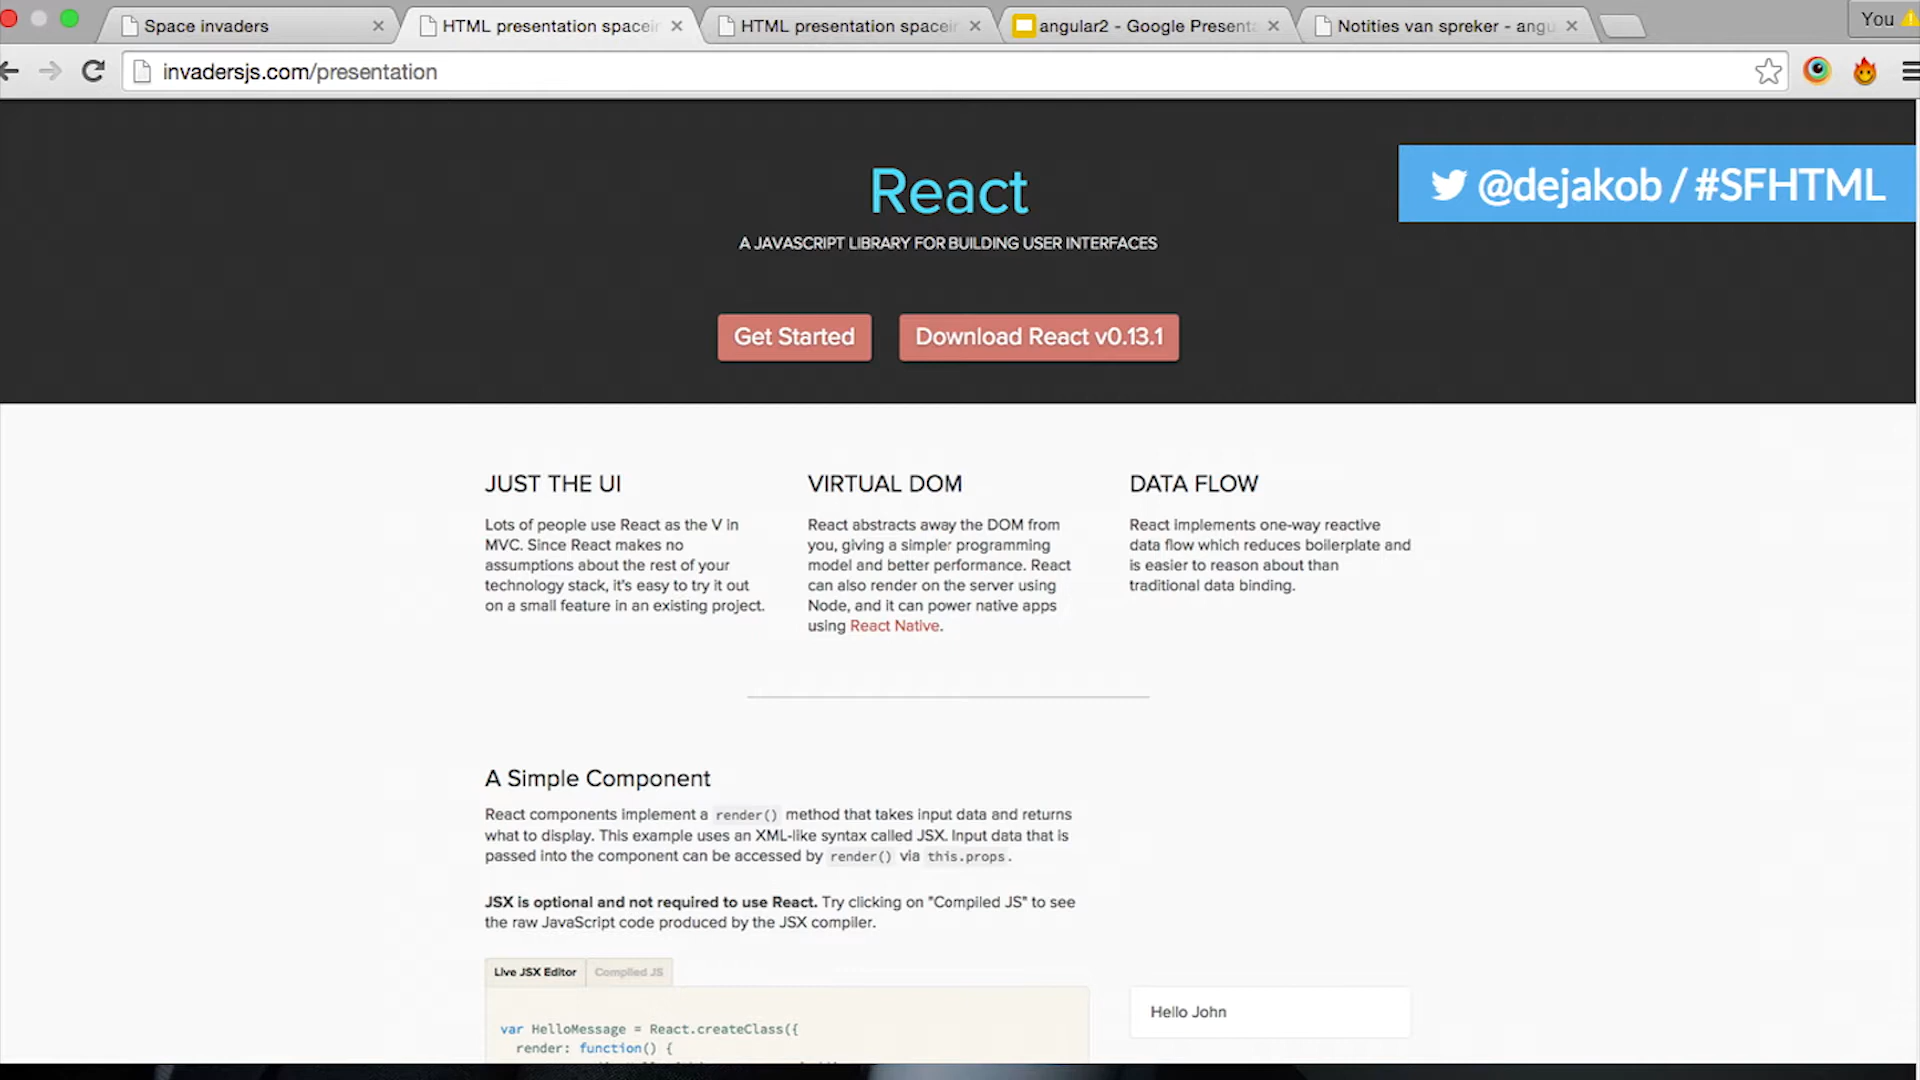 Space invaders
HTML presentation spacein
HTML presentation spacein
angular2 - Google Presenta
Notities van spreker - angu
You
invadersjs.com/presentation
React
@dejakob / #SFHTML
A JAVASCRIPT LIBRARY FOR BUILDING USER INTERFACES
Get Started
Download React v0.13.1
JUST THE UI
Lots of people use React as the V in
MVC. Since React makes no
assumptions about the rest of your
technology stack, it's easy to try it out
on a small feature in an existing project.
VIRTUAL DOM
React abstracts away the DOM from
you, giving a simpler programming
model and better performance. React
can also render on the server using
Node, and it can power native apps
using React Native.
DATA FLOW
React implements one-way reactive
data flow which reduces boilerplate and
is easier to reason about than
traditional data binding.
A Simple Component
React components implement a render() method that takes input data and returns
what to display. This example uses an XML-like syntax called JSX. Input data that is
passed into the component can be accessed by render() via this.props.
JSX is optional and not required to use React. Try clicking on "Compiled JS" to see
the raw JavaScript code produced by the JSX compiler.
Live JSX Editor
Compiled JS
var HelloMessage = React.createClass({
render: function() {
Hello John